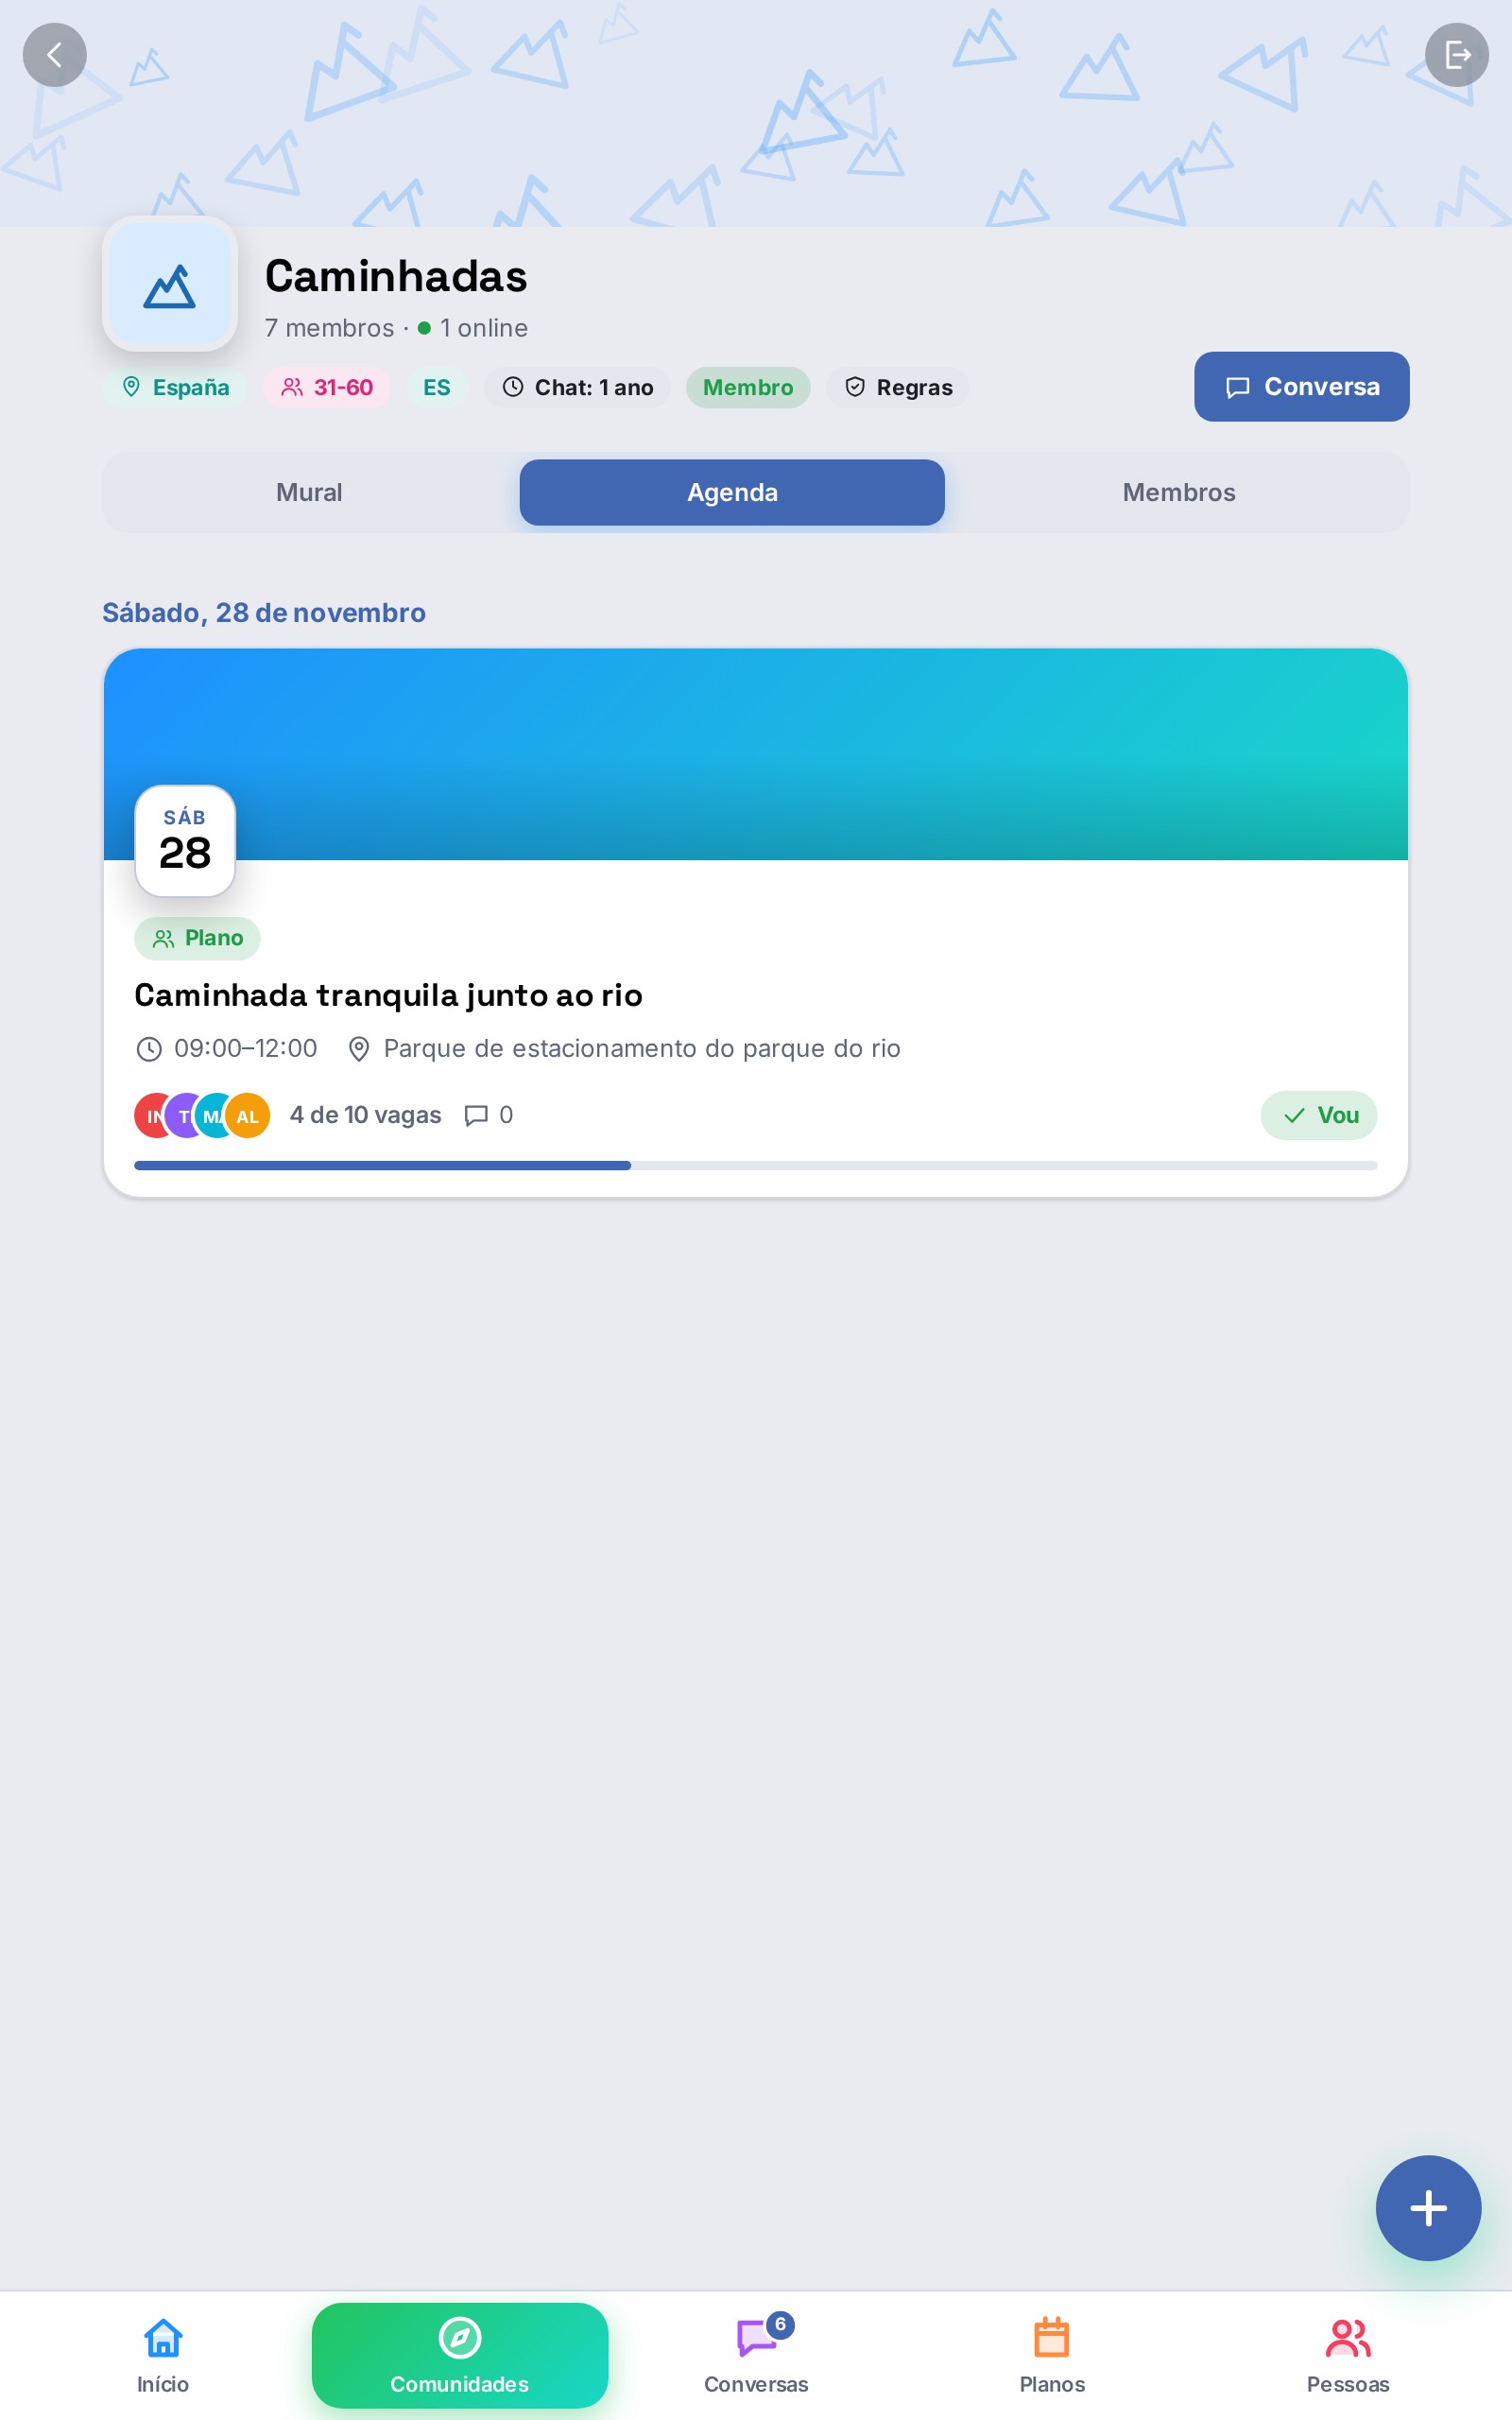 Caminhadas
7 membros · 1 online
España 31-60 ES Chat: 1 ano Membro Regras
Conversa
Mural Agenda Membros
Sábado, 28 de novembro
SÁB
28
Plano
Caminhada tranquila junto ao rio
09:00–12:00 Parque de estacionamento do parque do rio
AL 4 de 10 vagas 0 Vou
6
Início Comunidades Conversas Planos Pessoas